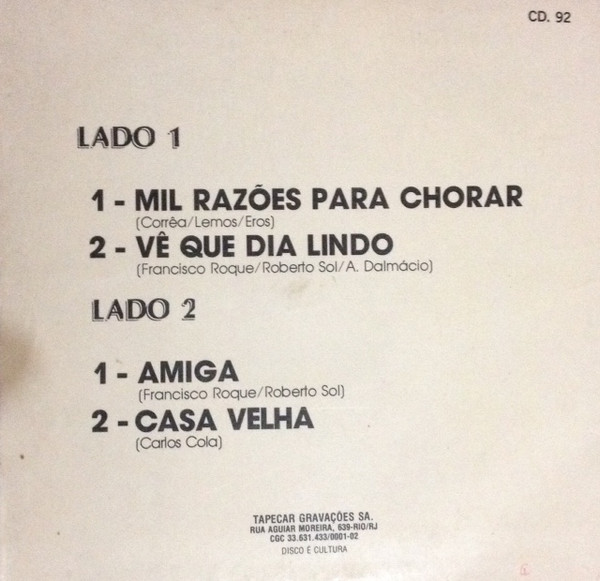 CD. 92
LADO 1
1 - MIL RAZÕES PARA CHORAR
(Corrêa/Lemos/Eros)
2 - VÊ QUE DIA LINDO
(Francisco Roque/Roberto Sol/A. Dalmácio)
LADO 2
1 - AMIGA
(Francisco Roque/Roberto Sol)
2 - CASA VELHA
(Carlos Cola)
TAPECAR GRAVAÇÕES SA.
RUA AGUIAR MOREIRA, 639-RIO/RJ
CGC 33.631.433/0001-02
DISCO É CULTURA